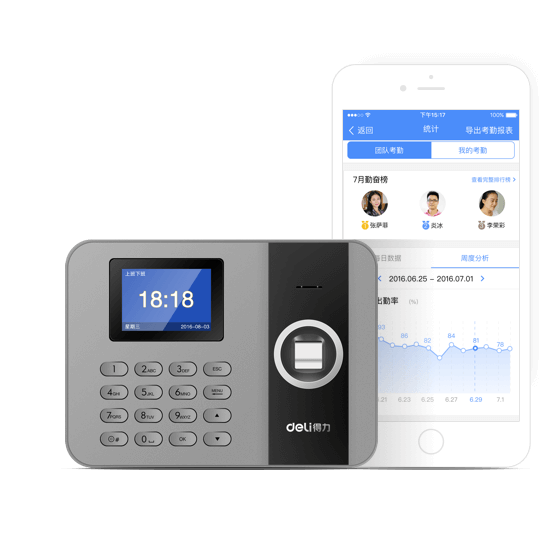 下午15:17
100%
返回
统计
导出考勤报表
团队考勤
我的考勤
7月勤奋榜
查看完整排行榜 >
张萨菲
炎冰
李荣彩
每日数据
周度分析
< 2016.06.25 - 2016.07.01 >
出勤率 (%)
93
86
82
84
81
78
6.23
6.25
6.27
6.29
7.1
上班下班
18:18
星期三
2016-08-03
1
2ABC
3DEF
ESC
4GHI
5JKL
6MNO
MENU
7PQRS
8TUV
9WXYZ
#
0
OK
deli得力